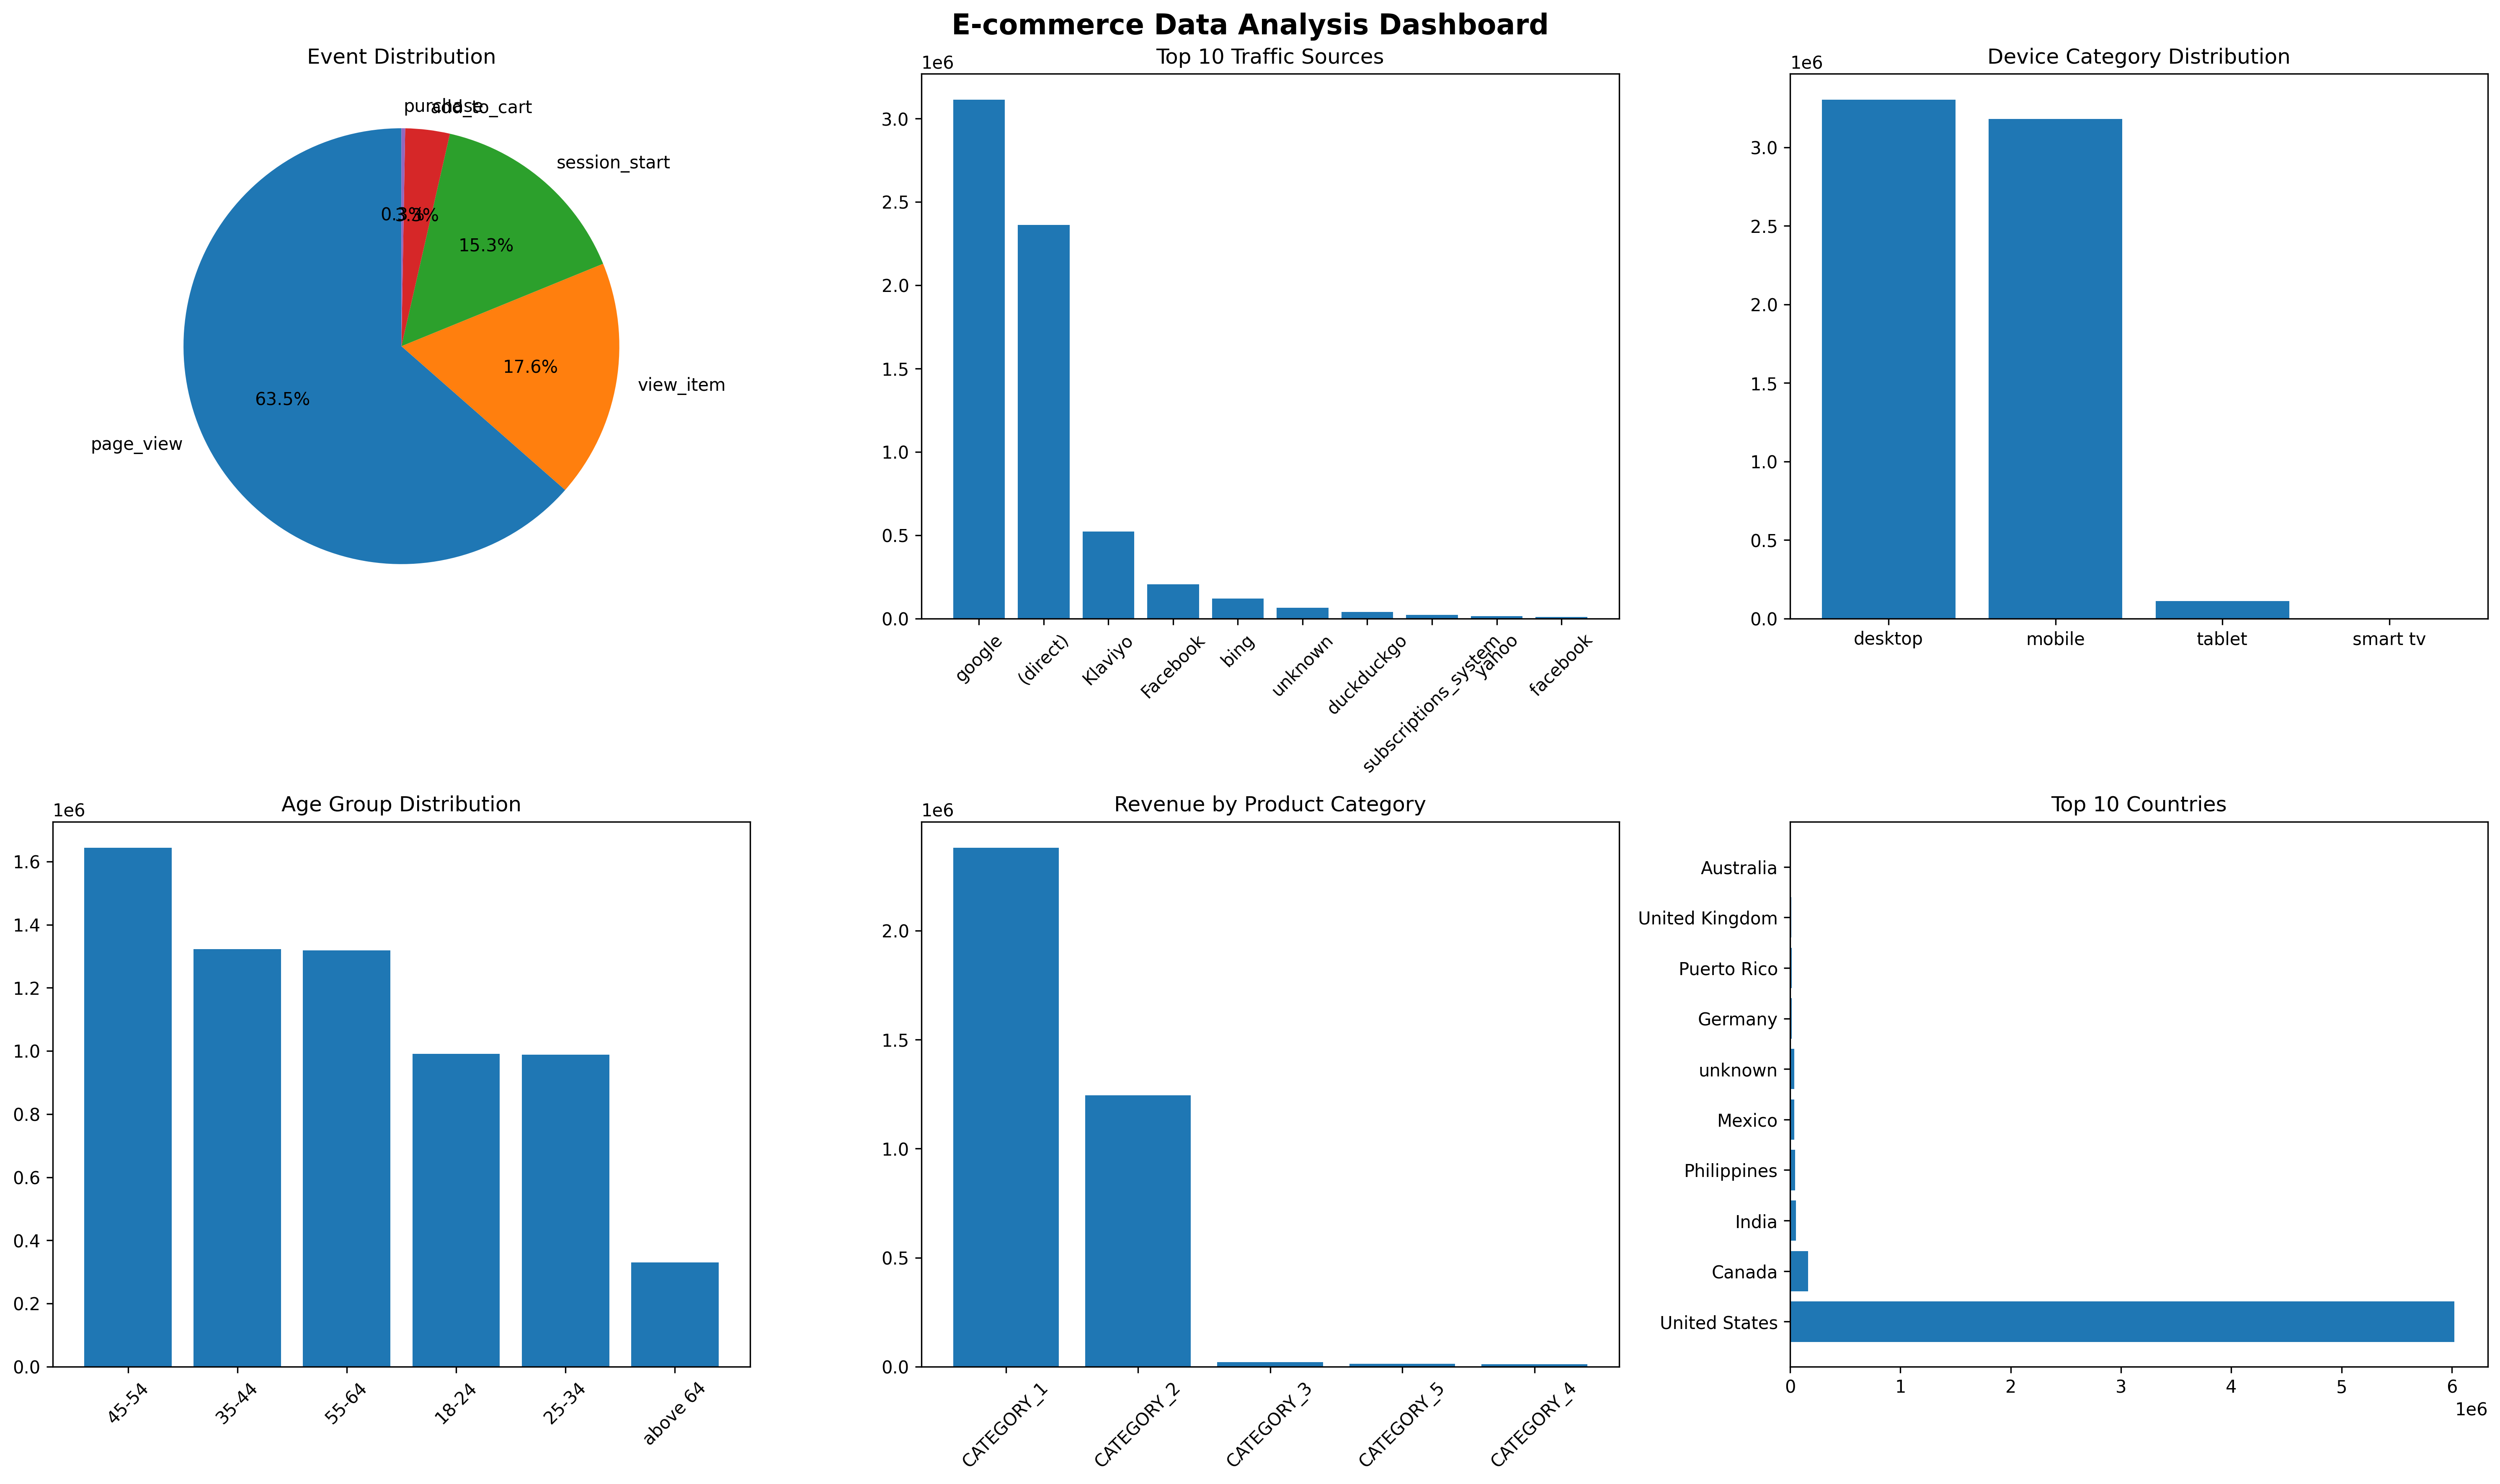 E-commerce Data Analysis Dashboard
Event Distribution
purchase
add_to_cart
session_start
view_item
page_view
0.3%
3.3%
15.3%
17.6%
63.5%
Top 10 Traffic Sources
1e6
3.0
2.5
2.0
1.5
1.0
0.5
0.0
google
(direct)
Klaviyo
Facebook
bing
unknown
duckduckgo
subscriptions_system
yahoo
facebook
Device Category Distribution
1e6
3.0
2.5
2.0
1.5
1.0
0.5
0.0
desktop
mobile
tablet
smart tv
Age Group Distribution
1e6
1.6
1.4
1.2
1.0
0.8
0.6
0.4
0.2
0.0
45-54
35-44
55-64
18-24
25-34
above 64
Revenue by Product Category
1e6
2.0
1.5
1.0
0.5
0.0
CATEGORY_1
CATEGORY_2
CATEGORY_3
CATEGORY_5
CATEGORY_4
Top 10 Countries
Australia
United Kingdom
Puerto Rico
Germany
unknown
Mexico
Philippines
India
Canada
United States
0
1
2
3
4
5
6
1e6